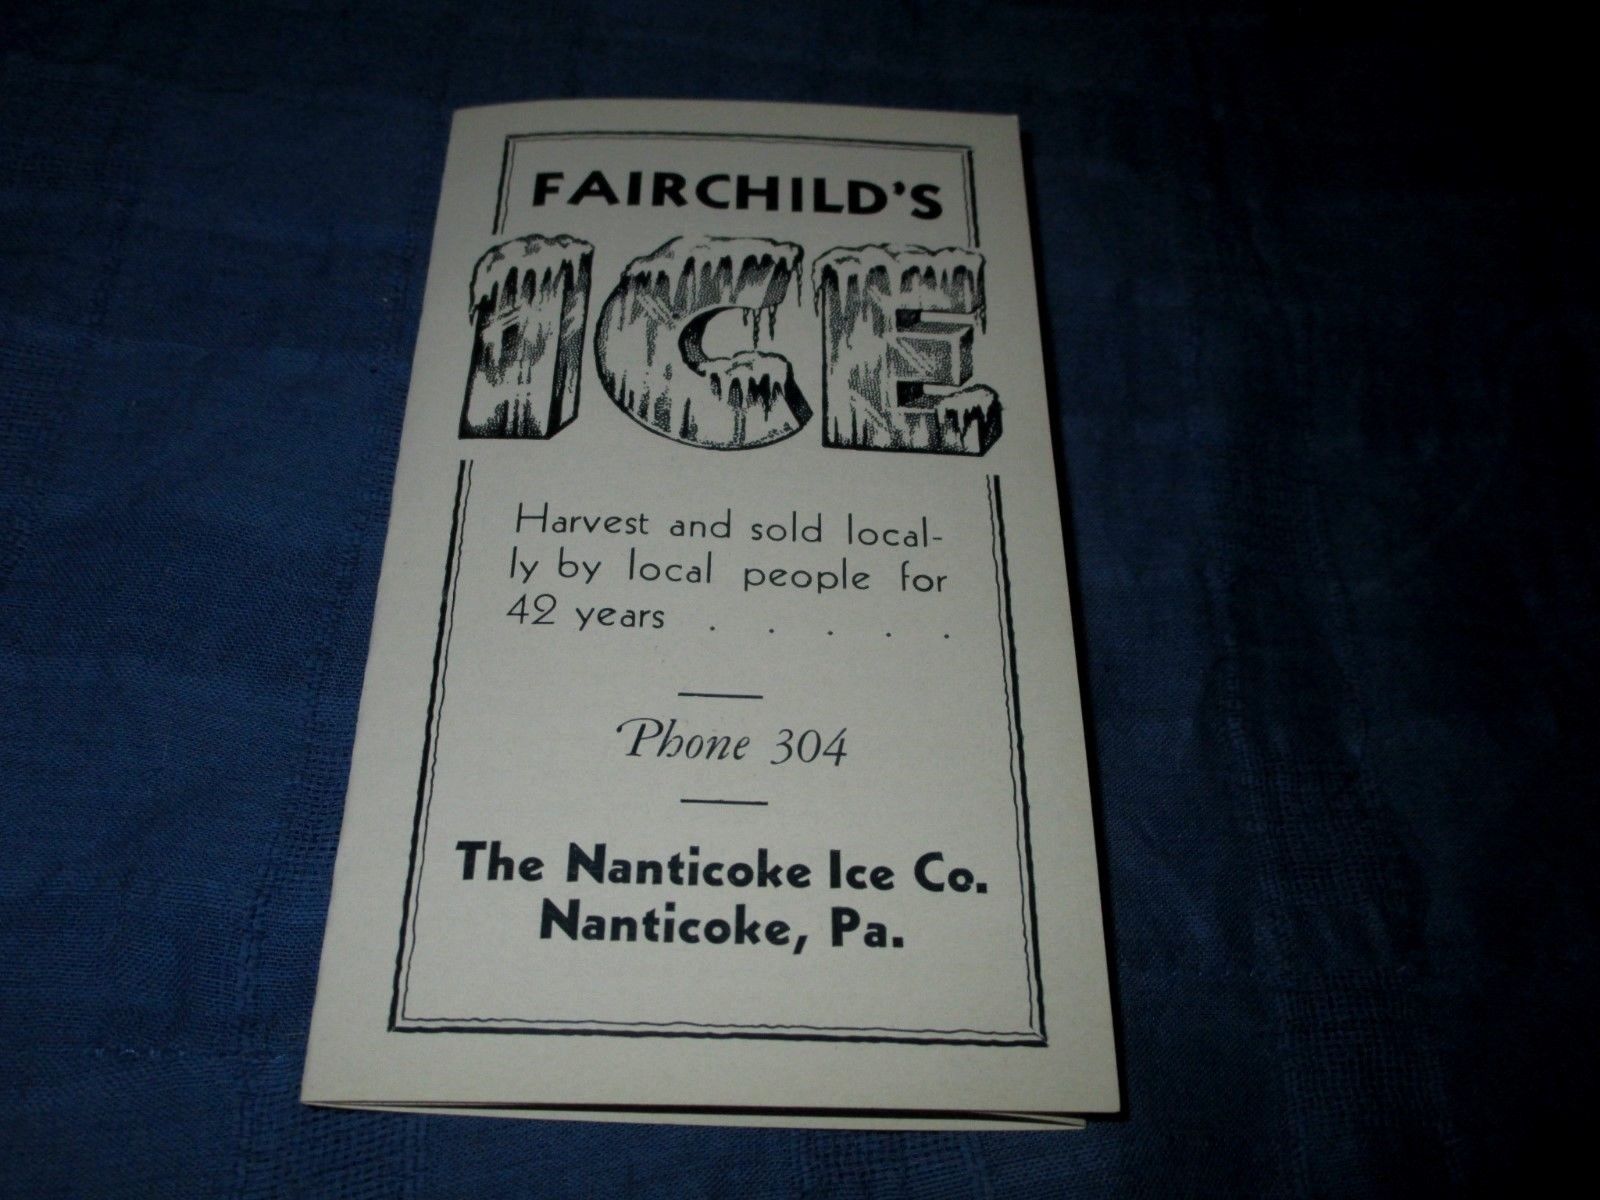 FAIRCHILD'S
ICE
Harvest and sold local-
ly by local people for
42 years . . . . .
Phone 304
The Nanticoke Ice Co.
Nanticoke, Pa.